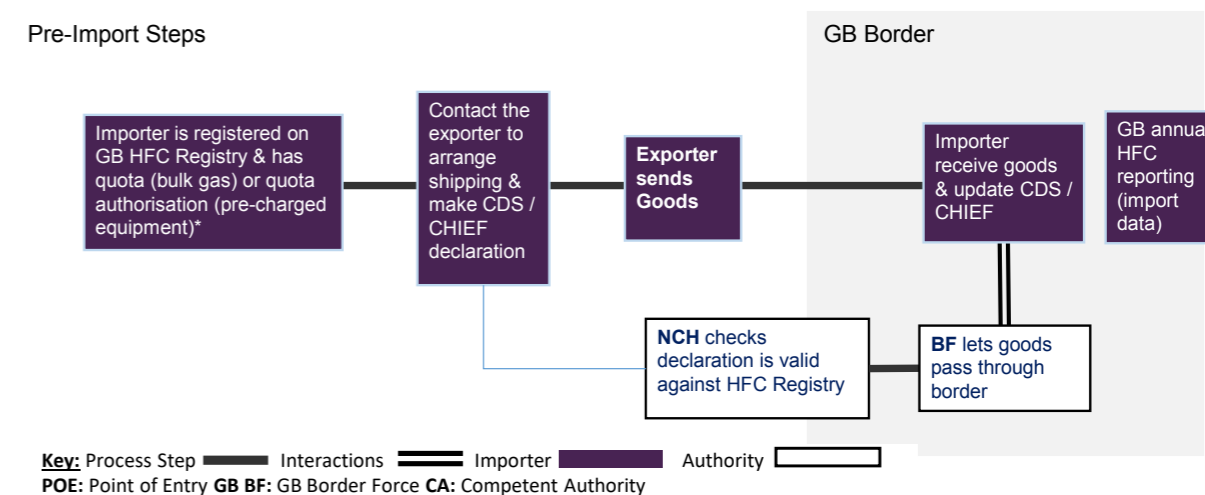 Pre-Import Steps
GB Border
Importer is registered on
GB HFC Registry & has
quota (bulk gas) or quota
authorisation (pre-charged
equipment)*
Contact the
exporter to
arrange
shipping &
make CDS /
CHIEF
declaration
Exporter
sends
Goods
Importer
receive goods
& update CDS /
CHIEF
GB annua
HFC
reporting
(import
data)
NCH checks
declaration is valid
against HFC Registry
BF lets goods
pass through
border
Key: Process Step Interactions Importer Authority
POE: Point of Entry GB BF: GB Border Force CA: Competent Authority